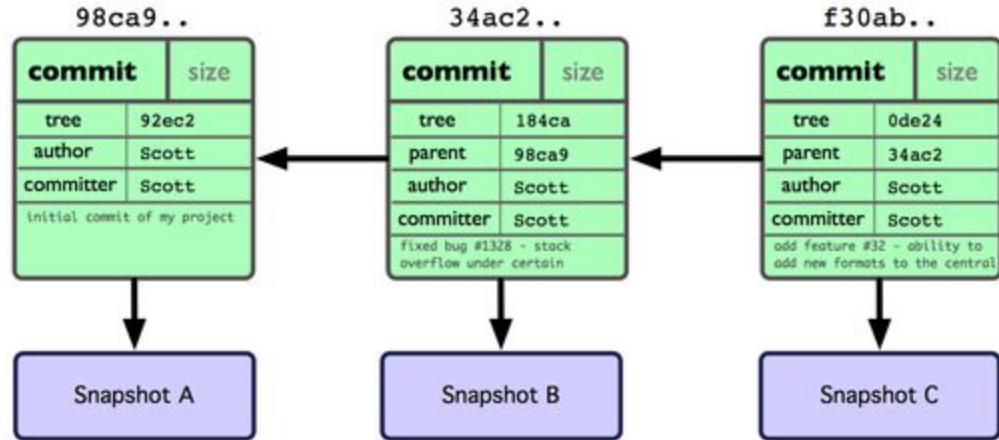 98ca9..
34ac2..
f30ab..
commit size
tree 92ec2
author Scott
committer Scott
initial commit of my project
commit size
tree 184ca
parent 98ca9
author Scott
committer Scott
fixed bug #1328 - stack
overflow under certain
commit size
tree 0de24
parent 34ac2
author Scott
committer Scott
add feature #32 - ability to
add new formats to the central
Snapshot A
Snapshot B
Snapshot C